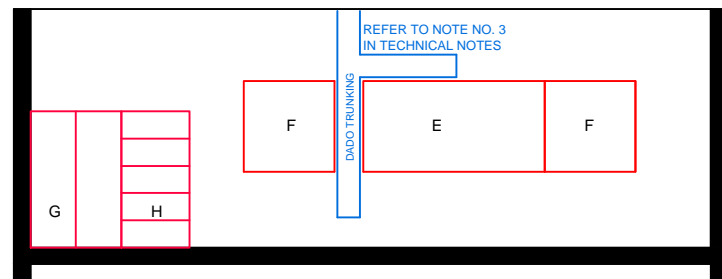 REFER TO NOTE NO. 3
IN TECHNICAL NOTES
DADO TRUNKING
F
E
F
G
H